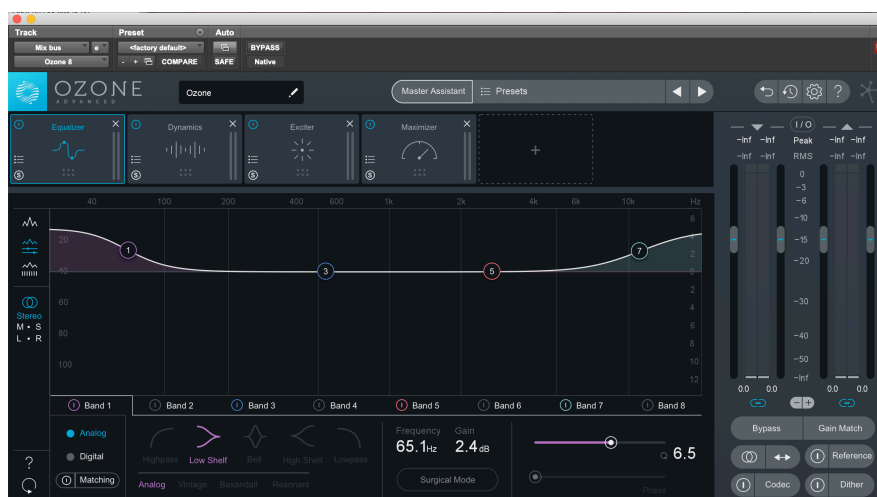 Track Preset Auto
Mix bus e <factory default> BYPASS
Ozone 8 - + COMPARE SAFE Native
OZONE
ADVANCED
Ozone
Master Assistant Presets
?
Equalizer Dynamics Exciter Maximizer
S S S S
+
I/O
-Inf -Inf Peak -Inf -Inf
-Inf -Inf RMS -Inf -Inf
0
-3
-6
-10
-15
-20
-30
-40
-50
-Inf
0.0 0.0 0.0 0.0
- +
40 100 200 400 600 1k 2k 4k 6k 10k Hz
6
20 4
1 7 2
40 3 5 0
2
60 4
6
80 8
100 10
12
Stereo
M • S
L • R
Band 1 Band 2 Band 3 Band 4 Band 5 Band 6 Band 7 Band 8
Analog
Digital
Matching
?
Highpass Low Shelf Bell High Shelf Lowpass
Analog Vintage Baxandall Resonant
Frequency Gain
65.1Hz 2.4dB
Surgical Mode
Q 6.5
Phase
Bypass Gain Match
Reference
Codec Dither